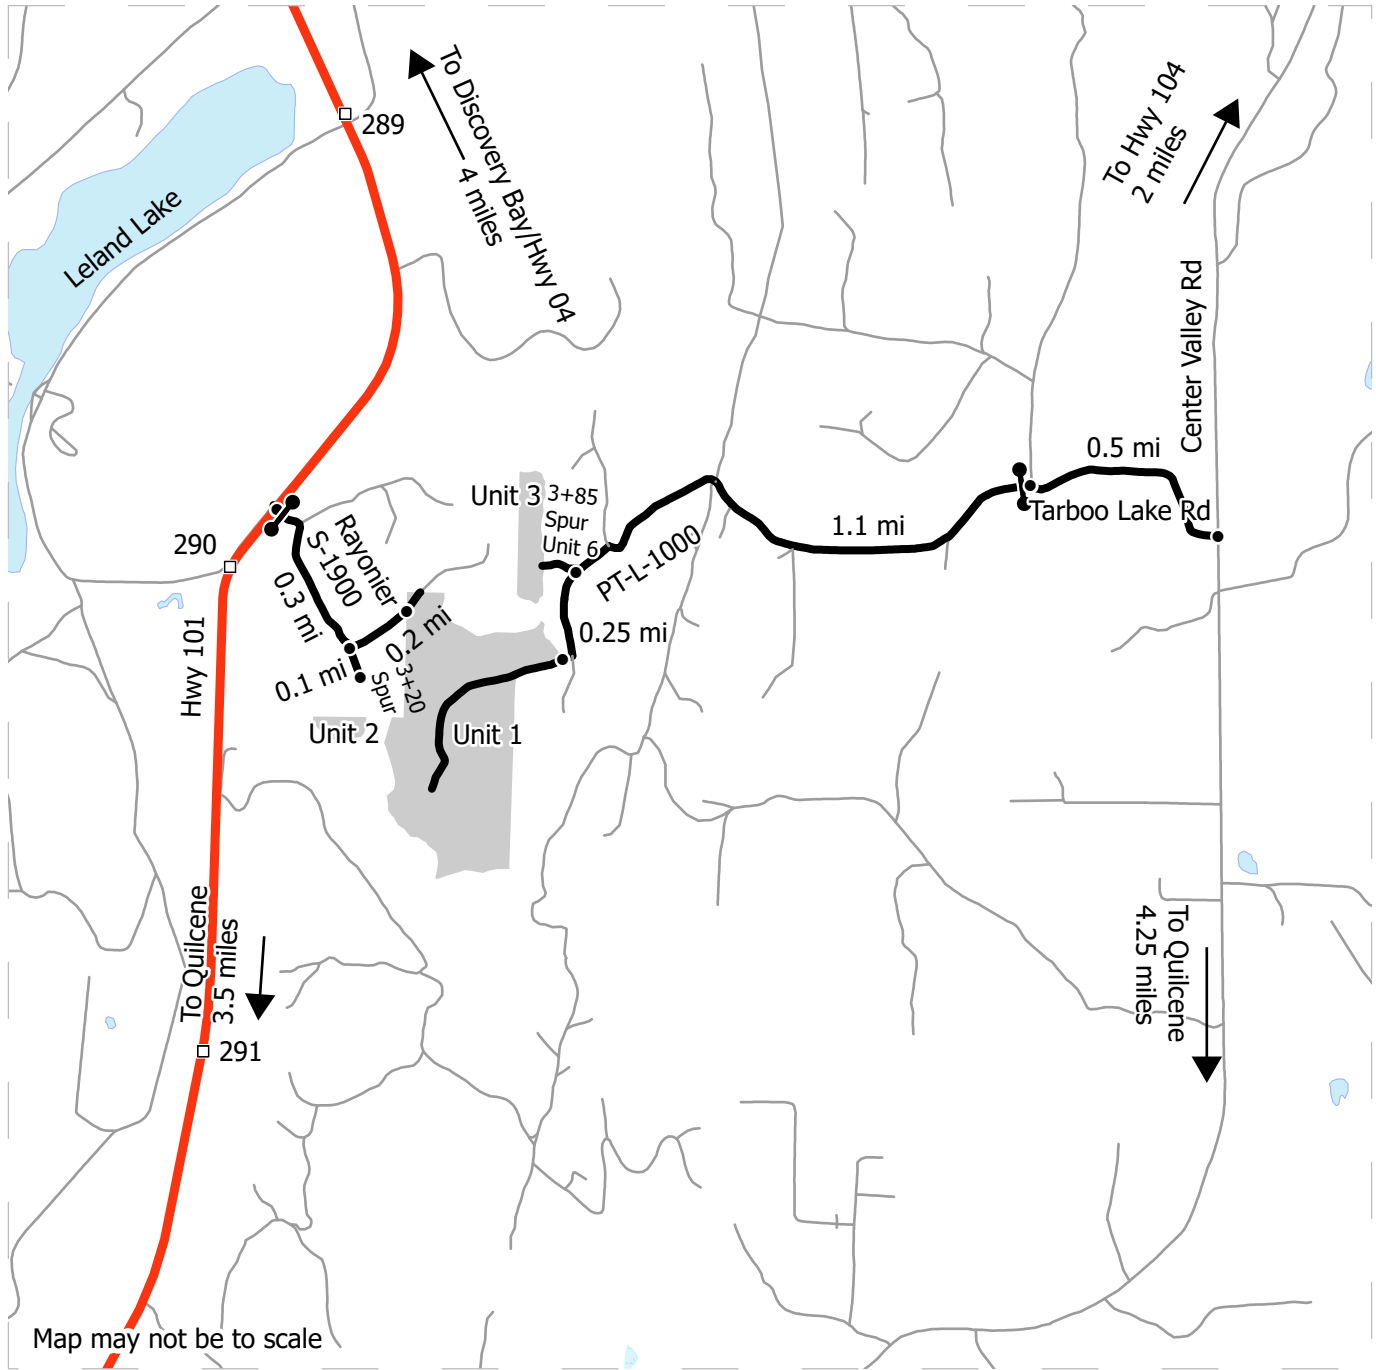 289
To Discovery Bay/Hwy 04
4 miles
To Hwy 104
2 miles
Leland Lake
Center Valley Rd
0.5 mi
Unit 3
3+85
Spur
Unit 6
Tarboo Lake Rd
1.1 mi
290
Rayonier
S-1900
PT-L-1000
0.3 mi
0.2 mi
0.25 mi
Hwy 101
0.1 mi
3+20
Spur
Unit 2
Unit 1
To Quilcene
3.5 miles
To Quilcene
4.25 miles
291
Map may not be to scale